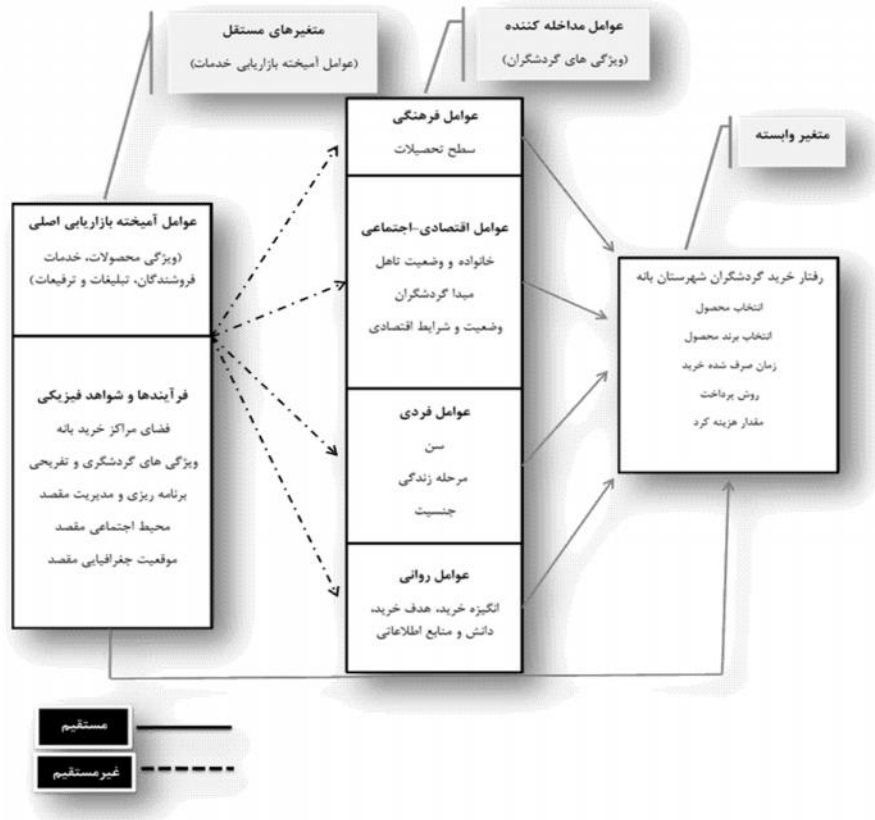 متغیرهای مستقل
(عوامل آمیخته بازاریابی خدمات)
عوامل مداخله کننده
(ویژگی های گردشگران)
متغیر وابسته
عوامل آمیخته بازاریابی اصلی
(ویژگی محصولات، خدمات
فروشندگان، تبلیغات و ترفیعات)
فرآیندها و شواهد فیزیکی
فضای مراکز خرید بانه
ویژگی های گردشگری و تفریحی
برنامه ریزی و مدیریت مقصد
محیط اجتماعی مقصد
موقعیت جغرافیایی مقصد
عوامل فرهنگی
سطح تحصیلات
عوامل اقتصادی-اجتماعی
خانواده و وضعیت تاهل
مبدا گردشگران
وضعیت و شرایط اقتصادی
عوامل فردی
سن
مرحله زندگی
جنسیت
عوامل روانی
انگیزه خرید، هدف خرید،
دانش و منابع اطلاعاتی
رفتار خرید گردشگران شهرستان بانه
انتخاب محصول
انتخاب برند محصول
زمان صرف شده خرید
روش پرداخت
مقدار هزینه کرد
مستقیم
غیرمستقیم